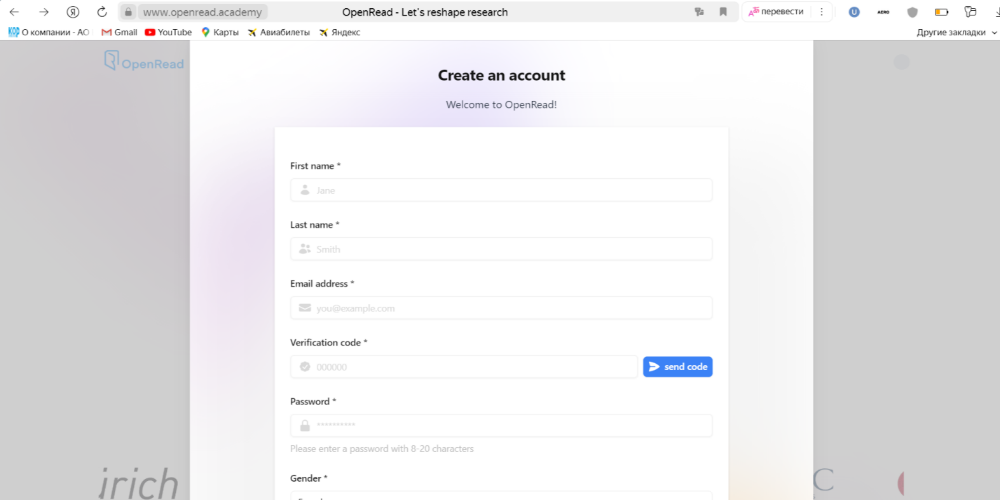 www.openread.academy OpenRead - Let's reshape research перевести
О компании - АО Gmail YouTube Карты Авиабилеты Яндекс Другие закладки
OpenRead
Create an account
Welcome to OpenRead!
First name *
Jane
Last name *
Smith
Email address *
you@example.com
Verification code *
000000 send code
Password *
**********
Please enter a password with 8-20 characters
Gender *
irich C